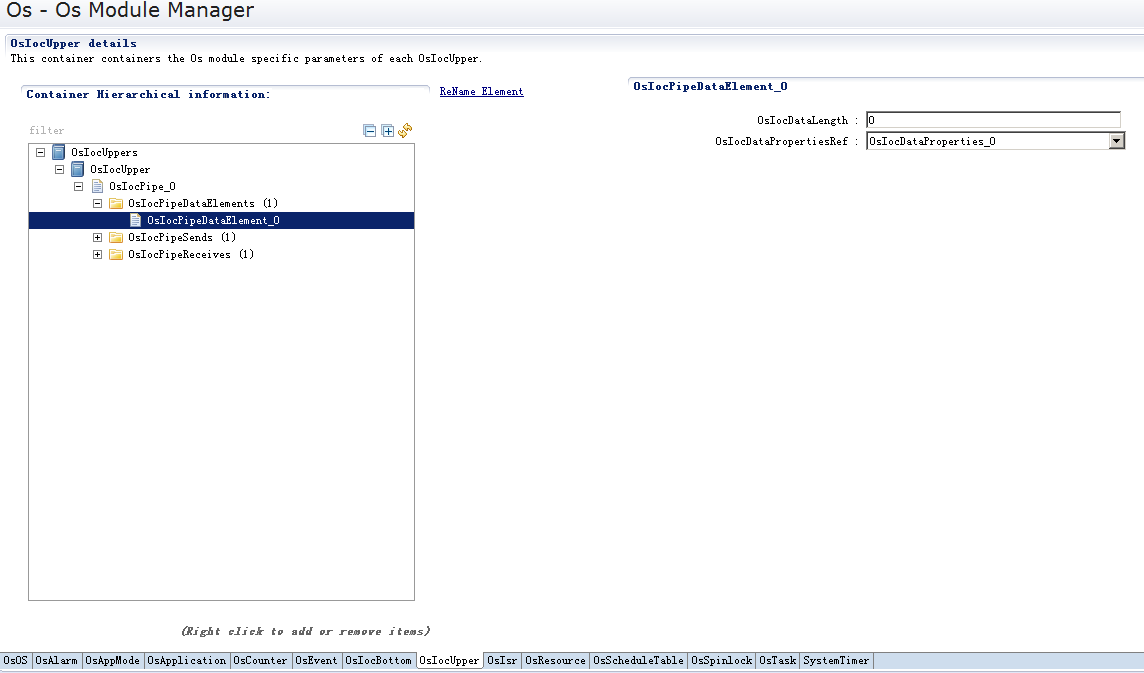 Os - Os Module Manager
OsIocUpper details
This container containers the Os module specific parameters of each OsIocUpper.
Container Hierarchical information:
ReName Element
filter
OsIocUppers
OsIocUpper
OsIocPipe_0
OsIocPipeDataElements (1)
OsIocPipeDataElement_0
OsIocPipeSends (1)
OsIocPipeReceives (1)
(Right click to add or remove items)
OsIocPipeDataElement_0
OsIocDataLength : 0
OsIocDataPropertiesRef : OsIocDataProperties_0
OsOS OsAlarm OsAppMode OsApplication OsCounter OsEvent OsIocBottom OsIocUpper OsIsr OsResource OsScheduleTable OsSpinlock OsTask SystemTimer